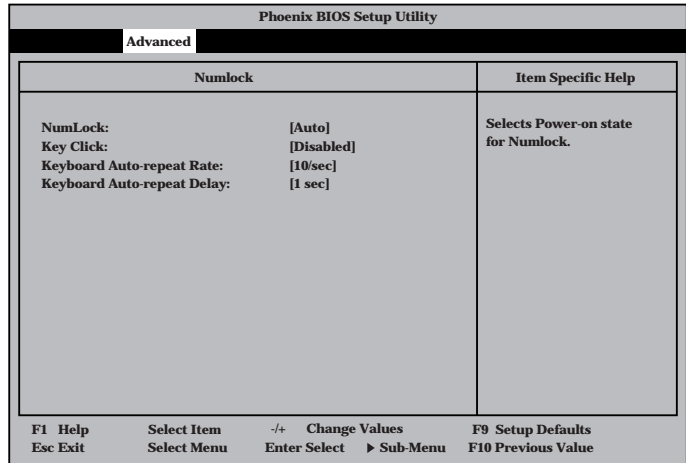 Phoenix BIOS Setup Utility
Advanced
Numlock
Item Specific Help
NumLock: [Auto]
Key Click: [Disabled]
Keyboard Auto-repeat Rate: [10/sec]
Keyboard Auto-repeat Delay: [1 sec]
Selects Power-on state
for Numlock.
F1 Help Select Item -/+ Change Values F9 Setup Defaults
Esc Exit Select Menu Enter Select ▶ Sub-Menu F10 Previous Value